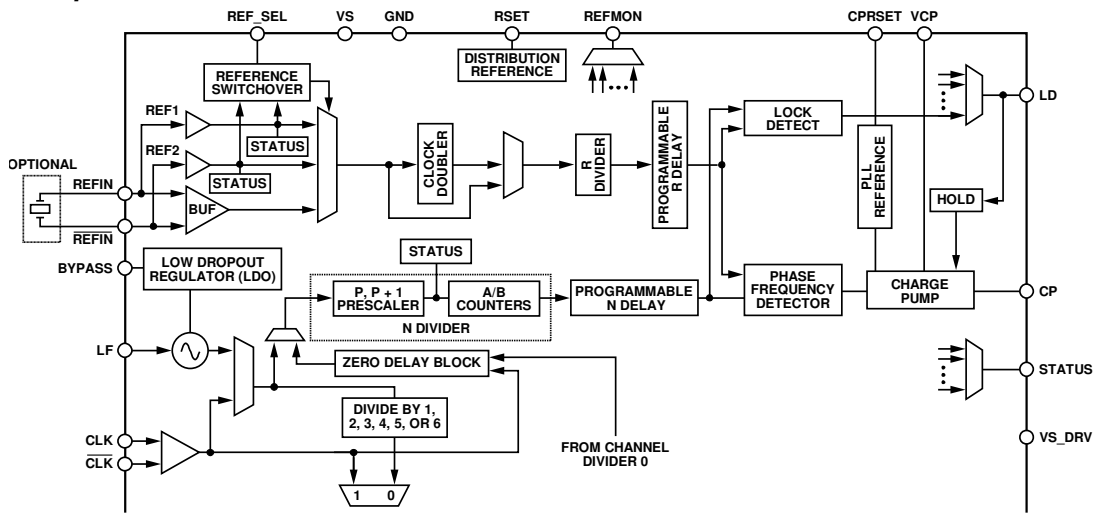 REF_SEL
VS
GND
RSET
REFMON
CPRSET
VCP
REFERENCE
SWITCHOVER
DISTRIBUTION
REFERENCE
REF1
STATUS
REF2
STATUS
OPTIONAL
REFIN
BUF
REFIN
CLOCK
DOUBLER
R
DIVIDER
PROGRAMMABLE
R DELAY
LOCK
DETECT
PLL
REFERENCE
LD
HOLD
BYPASS
LOW DROPOUT
REGULATOR (LDO)
STATUS
P, P + 1
PRESCALER
A/B
COUNTERS
N DIVIDER
PROGRAMMABLE
N DELAY
PHASE
FREQUENCY
DETECTOR
CHARGE
PUMP
CP
LF
ZERO DELAY BLOCK
STATUS
DIVIDE BY 1,
2, 3, 4, 5, OR 6
FROM CHANNEL
DIVIDER 0
CLK
CLK
VS_DRV
1 0